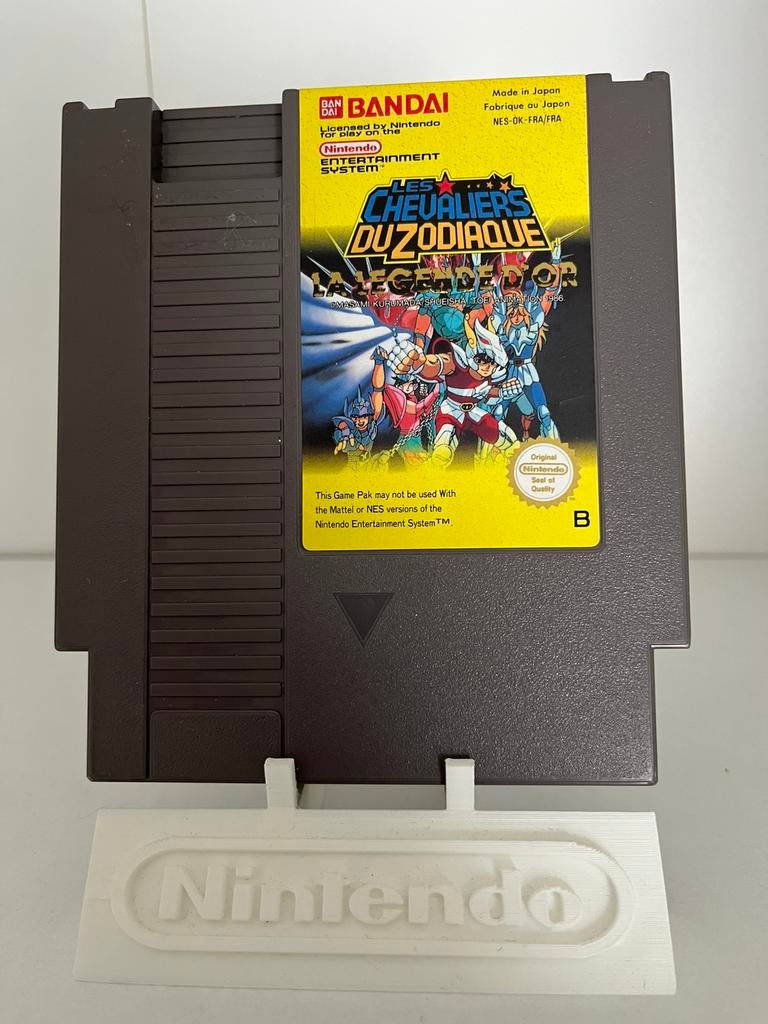 BAN
DAI
BANDAI
Licensed by Nintendo
for play on the
Nintendo
ENTERTAINMENT
SYSTEM™
Made in Japan
Fabrique au Japon
NES-OK-FRA/FRA
LES
CHEVALIERS
DU ZODIAQUE
LA LEGENDE D'OR
©MASAMI KURUMADA/SHUEISHA, TOEI ANIMATION 1986
Original
Nintendo
Seal of
Quality
This Game Pak may not be used With
the Mattel or NES versions of the
Nintendo Entertainment System™.
B
Nintendo